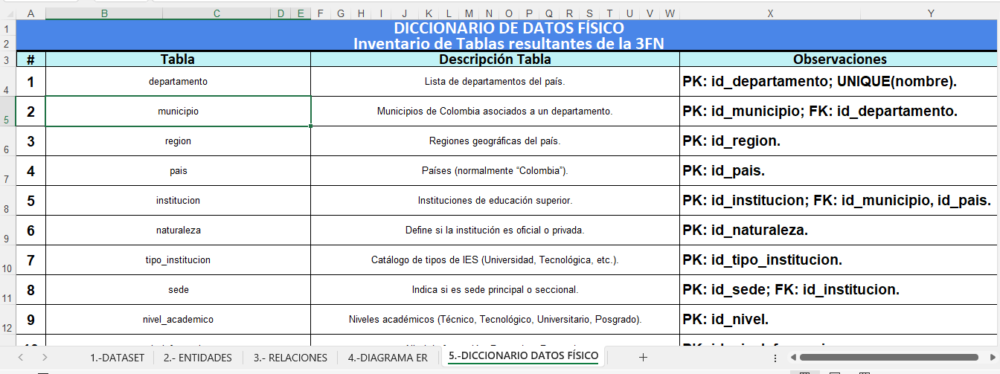 A B C D E F G H I J K L M N O P Q R S T U V W X Y
1 DICCIONARIO DE DATOS FÍSICO
2 Inventario de Tablas resultantes de la 3FN
3 # Tabla Descripción Tabla Observaciones
4 1 departamento Lista de departamentos del país. PK: id_departamento; UNIQUE(nombre).
5 2 municipio Municipios de Colombia asociados a un departamento. PK: id_municipio; FK: id_departamento.
6 3 region Regiones geográficas del país. PK: id_region.
7 4 pais Países (normalmente “Colombia”). PK: id_pais.
8 5 institucion Instituciones de educación superior. PK: id_institucion; FK: id_municipio, id_pais.
9 6 naturaleza Define si la institución es oficial o privada. PK: id_naturaleza.
10 7 tipo_institucion Catálogo de tipos de IES (Universidad, Tecnológica, etc.). PK: id_tipo_institucion.
11 8 sede Indica si es sede principal o seccional. PK: id_sede; FK: id_institucion.
12 9 nivel_academico Niveles académicos (Técnico, Tecnológico, Universitario, Posgrado). PK: id_nivel.
1.-DATASET 2.- ENTIDADES 3.- RELACIONES 4.-DIAGRAMA ER 5.-DICCIONARIO DATOS FÍSICO